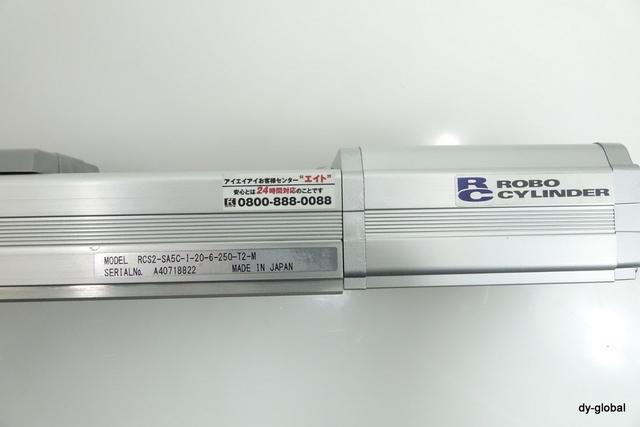 アイエイアイお客様センター"エイト"
安心とは24時間対応のことです
0800-888-0088
RC ROBO
CYLINDER
MODEL RCS2-SA5C-I-20-6-250-T2-M
SERIALNo. A40718822 MADE IN JAPAN
dy-global